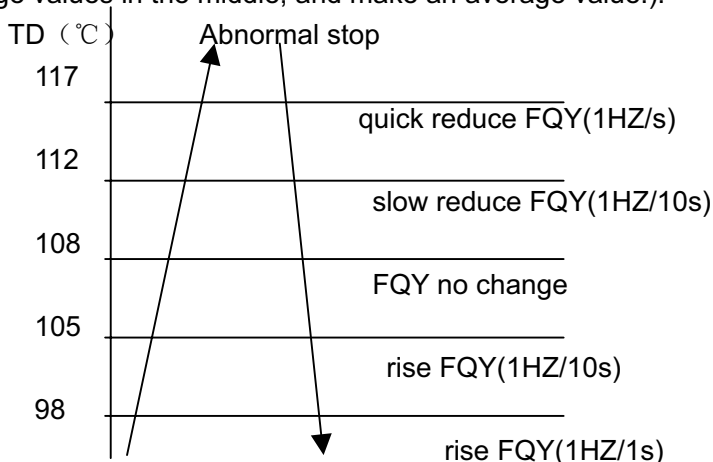 ge values in the middle, and make an average value.).
TD（℃） Abnormal stop
117
quick reduce FQY(1HZ/s)
112
slow reduce FQY(1HZ/10s)
108
FQY no change
105
rise FQY(1HZ/10s)
98
rise FQY(1HZ/1s)